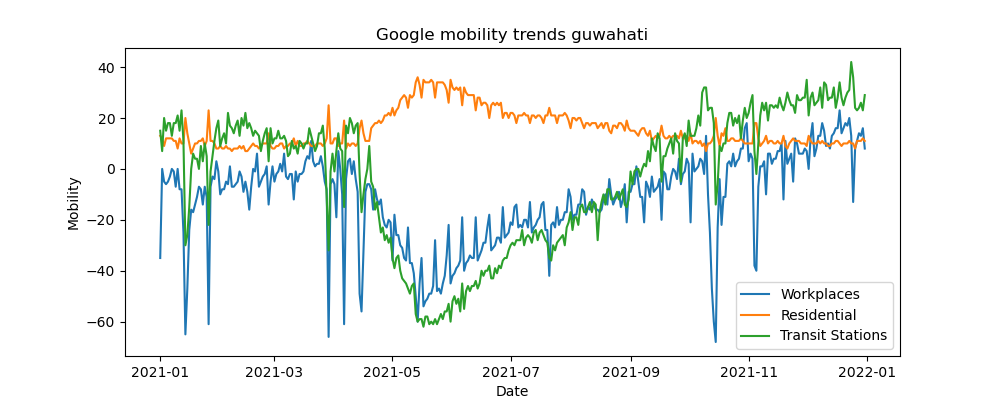 Google mobility trends guwahati
Mobility
40
20
0
−20
−40
−60
2021-01
2021-03
2021-05
2021-07
2021-09
2021-11
2022-01
Date
Workplaces
Residential
Transit Stations